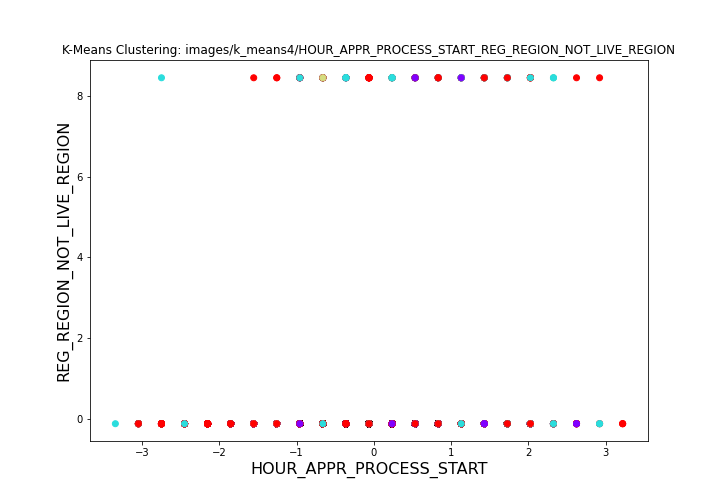 K-Means Clustering: images/k_means4/HOUR_APPR_PROCESS_START_REG_REGION_NOT_LIVE_REGION
REG_REGION_NOT_LIVE_REGION
8
6
4
2
0
−3 −2 −1 0 1 2 3
HOUR_APPR_PROCESS_START